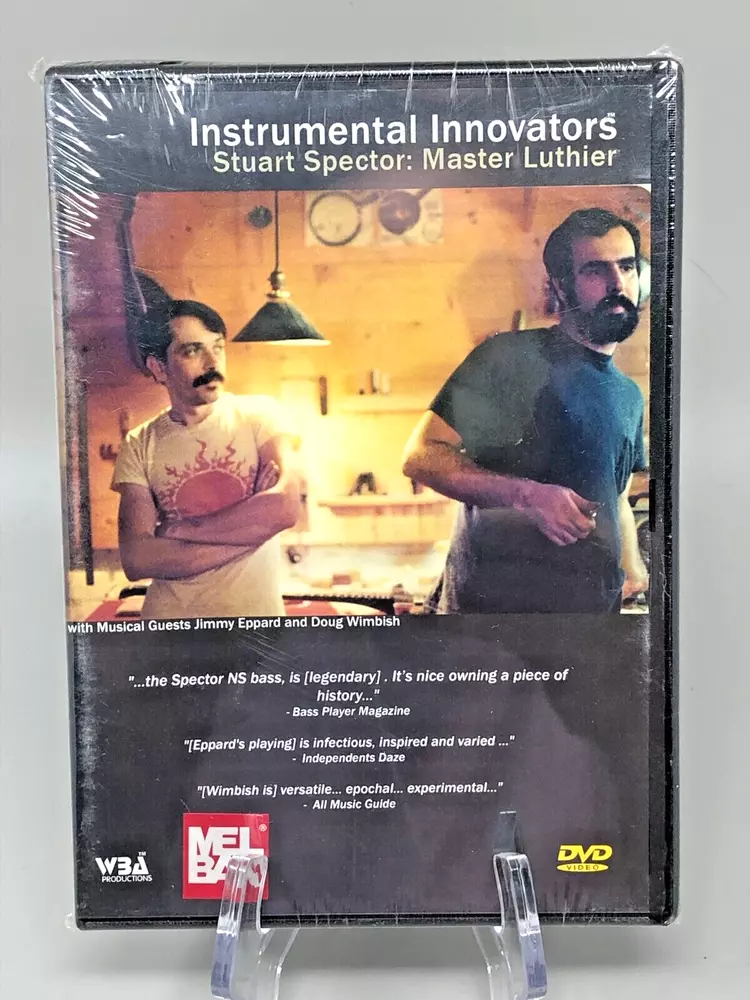 Instrumental Innovators™
Stuart Spector: Master Luthier
with Musical Guests Jimmy Eppard and Doug Wimbish
"...the Spector NS bass, is [legendary] . It's nice owning a piece of
history..."
- Bass Player Magazine
"[Eppard's playing] is infectious, inspired and varied ..."
- Independents Daze
"[Wimbish is] versatile... epochal... experimental..."
- All Music Guide
MEL ®
BAY
WBA™
PRODUCTIONS
DVD
VIDEO